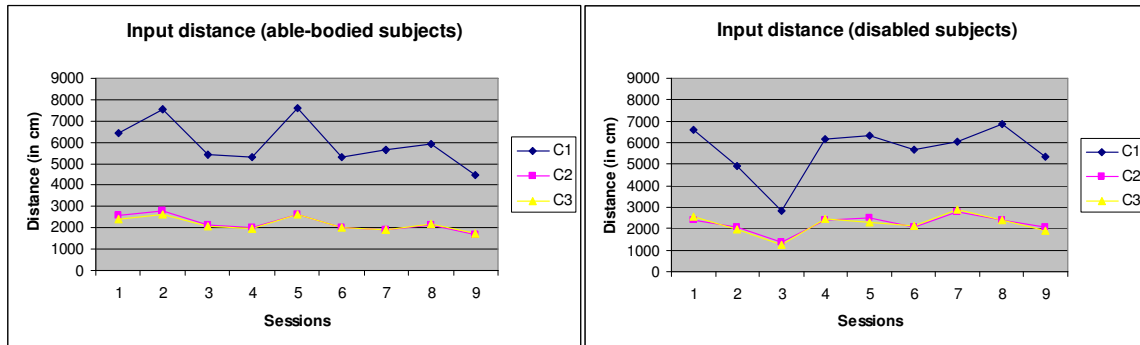 Input distance (able-bodied subjects)
9000
8000
7000
6000
5000
4000
3000
2000
1000
0
Distance (in cm)
1 2 3 4 5 6 7 8 9
Sessions
C1
C2
C3
Input distance (disabled subjects)
9000
8000
7000
6000
5000
4000
3000
2000
1000
0
Distance (in cm)
1 2 3 4 5 6 7 8 9
Sessions
C1
C2
C3